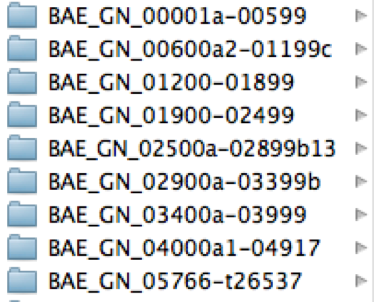 BAE_GN_00001a-00599
BAE_GN_00600a2-01199c
BAE_GN_01200-01899
BAE_GN_01900-02499
BAE_GN_02500a-02899b13
BAE_GN_02900a-03399b
BAE_GN_03400a-03999
BAE_GN_04000a1-04917
BAE_GN_05766-t26537